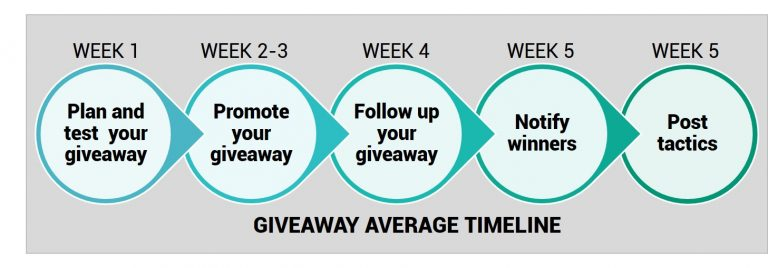 WEEK 1
WEEK 2-3
WEEK 4
WEEK 5
WEEK 5
Plan and
test your
giveaway
Promote
your
giveaway
Follow up
your
giveaway
Notify
winners
Post
tactics
GIVEAWAY AVERAGE TIMELINE